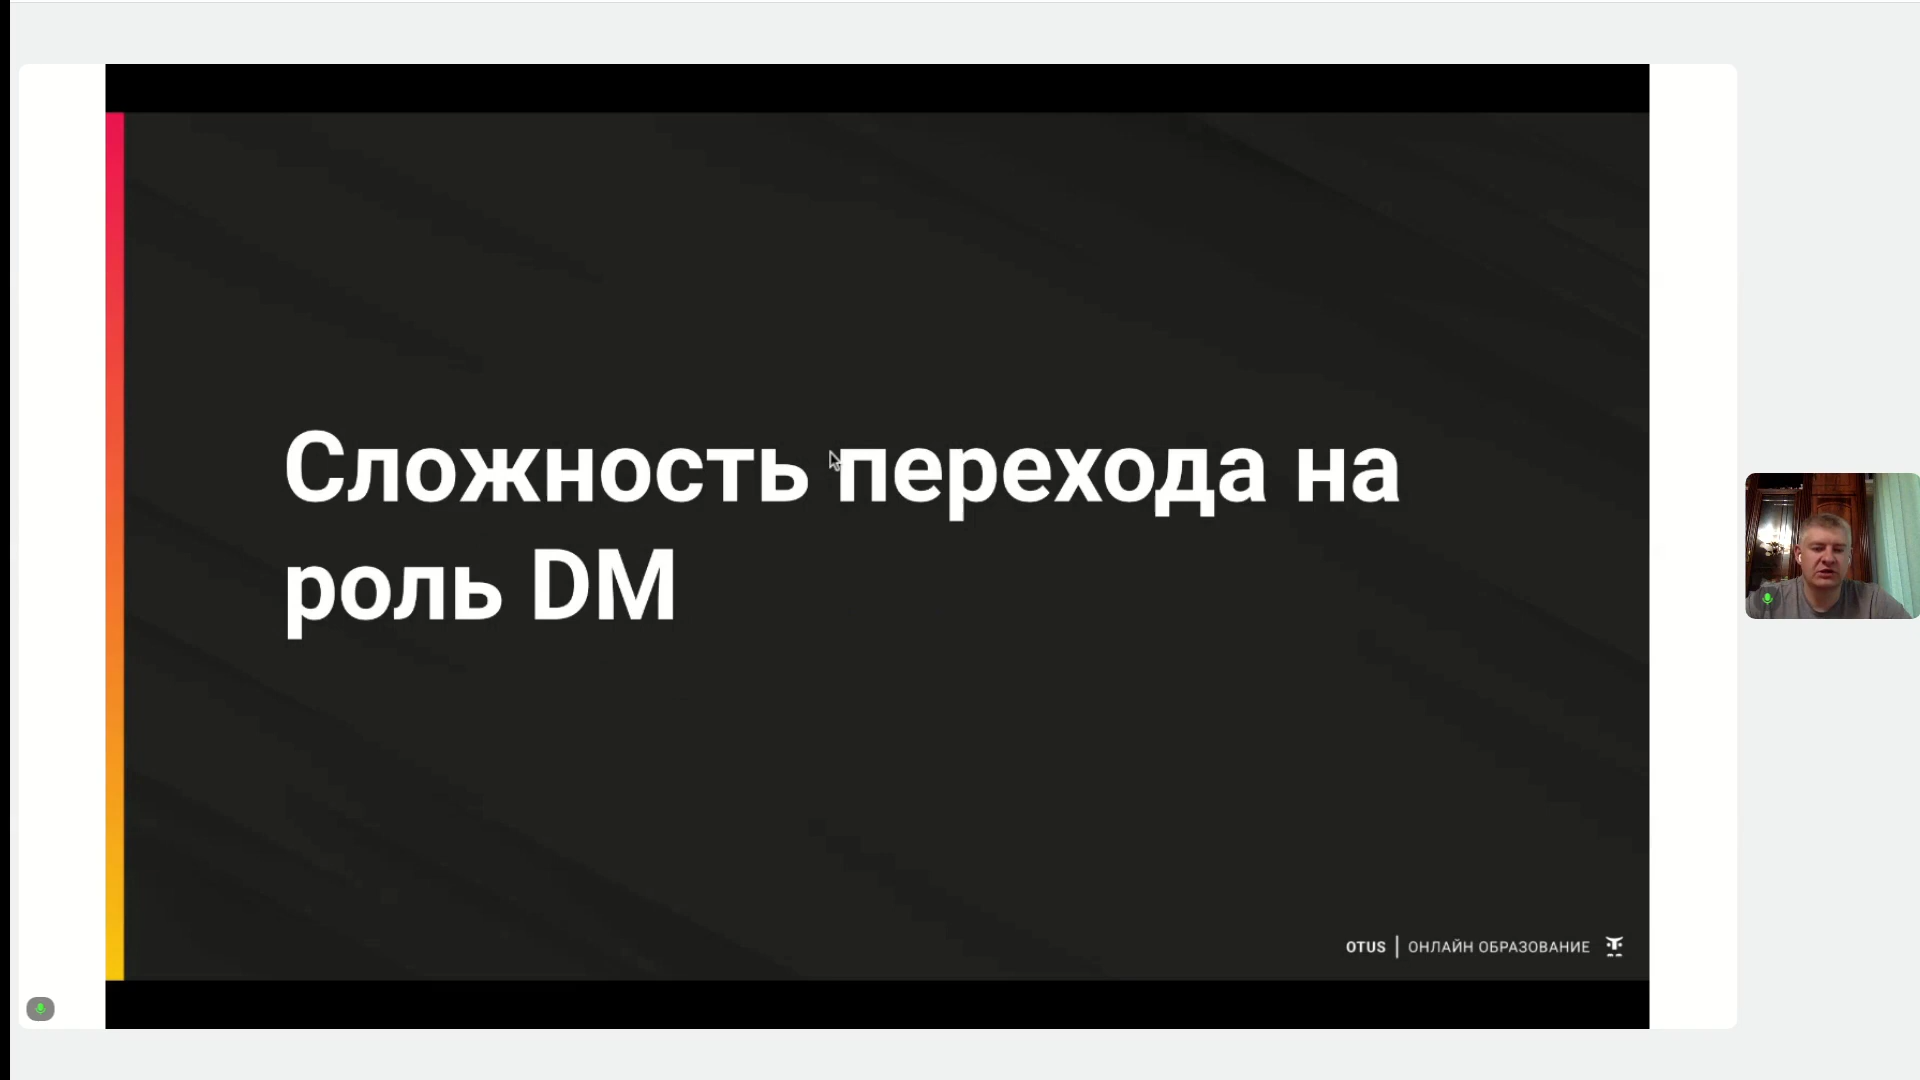 Сложность перехода на
роль DM
OTUS | ОНЛАЙН ОБРАЗОВАНИЕ